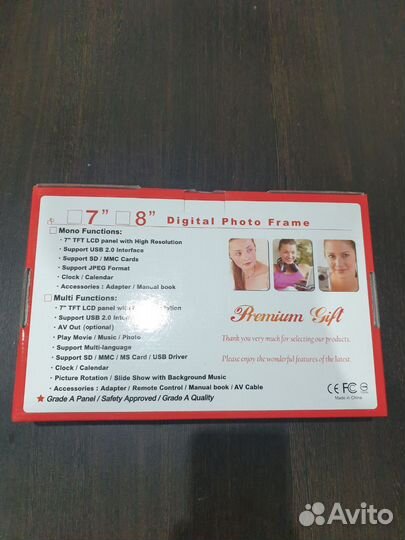 7" 8" Digital Photo Frame
Mono Functions:
· 7" TFT LCD panel with High Resolution
· Support USB 2.0 Interface
· Support SD / MMC Cards
· Support JPEG Format
· Clock / Calendar
· Accessories : Adapter / Manual book
Multi Functions:
· 7" TFT LCD panel with
· Support USB 2.0
· AV Out (optional)
· Play Movie / Music / Photo
· Support Multi-language
· Support SD / MMC / MS Card / USB Driver
· Clock / Calendar
· Picture Rotation / Slide Show with Background Music
· Accessories : Adapter / Remote Control / Manual book / AV Cable
★ Grade A Panel / Safety Approved / Grade A Quality
Premium Gift
Thank you very much for selecting our products.
Please enjoy the wonderful features of the latest.
CE FC
Made in China
Avito